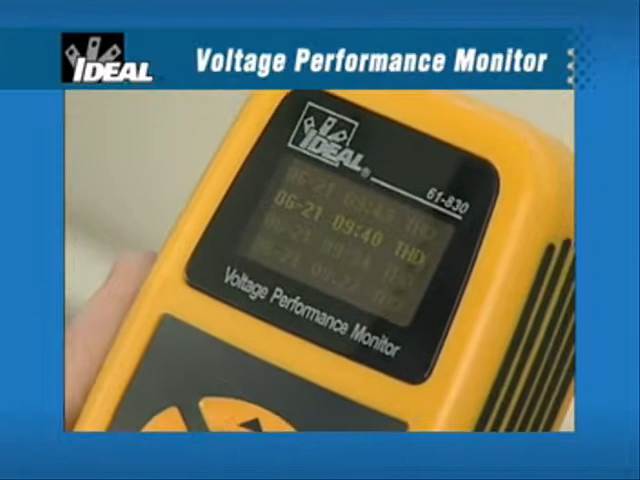 IDEAL
Voltage Performance Monitor
IDEAL
61-830
06-21 09:40 THD
Voltage Performance Monitor